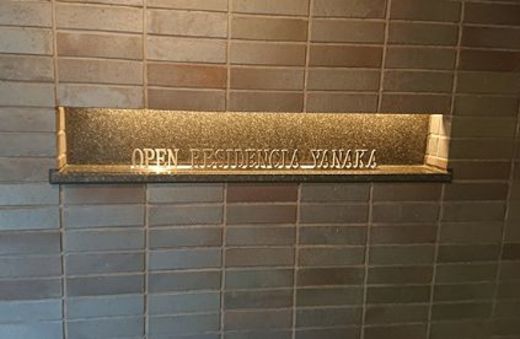 OPEN RESIDENCIA YANAKA